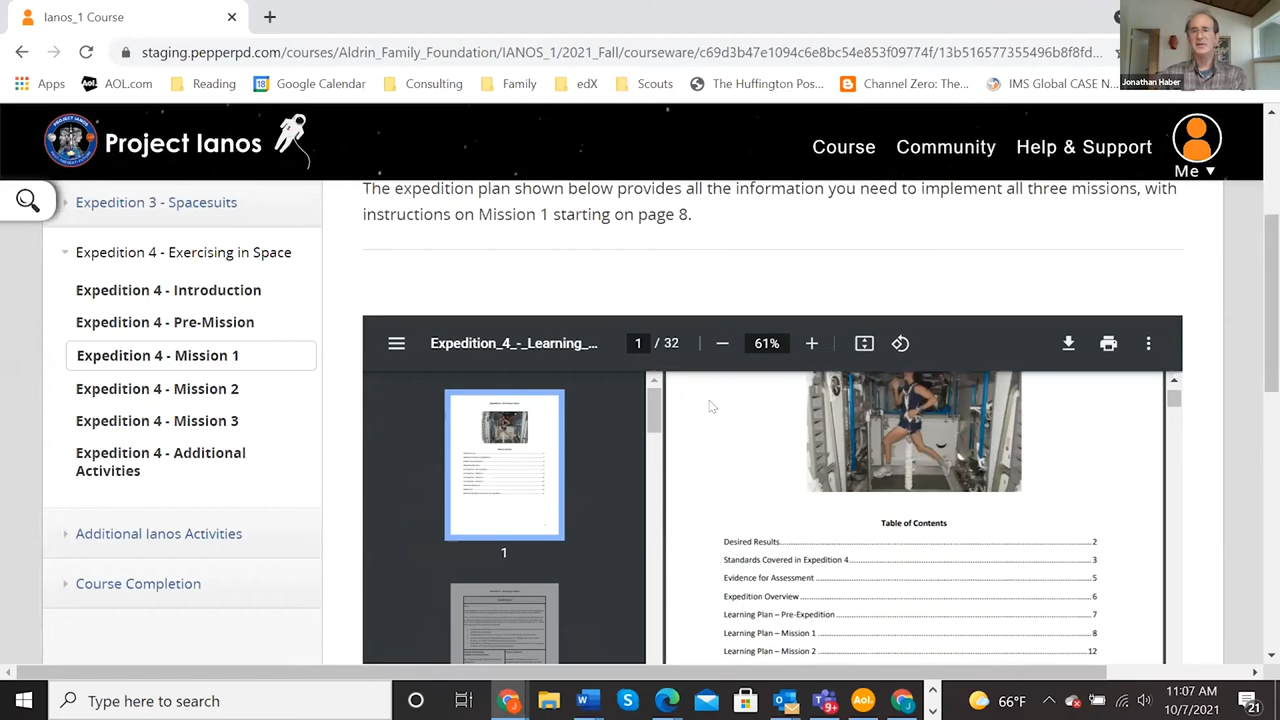 Ianos_1 Course
staging.pepperpd.com/courses/Aldrin_Family_Foundation/IADS_1/2021_Fall/courseware/
Apps AOL.com Reading Google Calendar Family edX Scouts The Huffington Pos... Channel Zero: The... IMS Global CASE N...
Jonathan Haber
Project Ianos
Course Community Help & Support Me
Expedition 3 - Spacesuits
Expedition 4 - Exercising in Space
Expedition 4 - Introduction
Expedition 4 - Pre-Mission
Expedition 4 - Mission 1
Expedition 4 - Mission 2
Expedition 4 - Mission 3
Expedition 4 - Additional
Activities
Additional Ianos Activities
Course Completion
The expedition plan shown below provides all the information you need to implement all three missions, with
instructions on Mission 1 starting on page 8.
Expedition_4_-_Learning_... 1 / 32 61%
1
Table of Contents
Desired Results 2
Standards Covered in Expedition 4 3
Evidence for Assessment 5
Expedition Overview 6
Learning Plan – Pre-Expedition 7
Learning Plan – Mission 1 8
Learning Plan – Mission 2 12
Type here to search
66°F
11:07 AM
10/7/2021
21